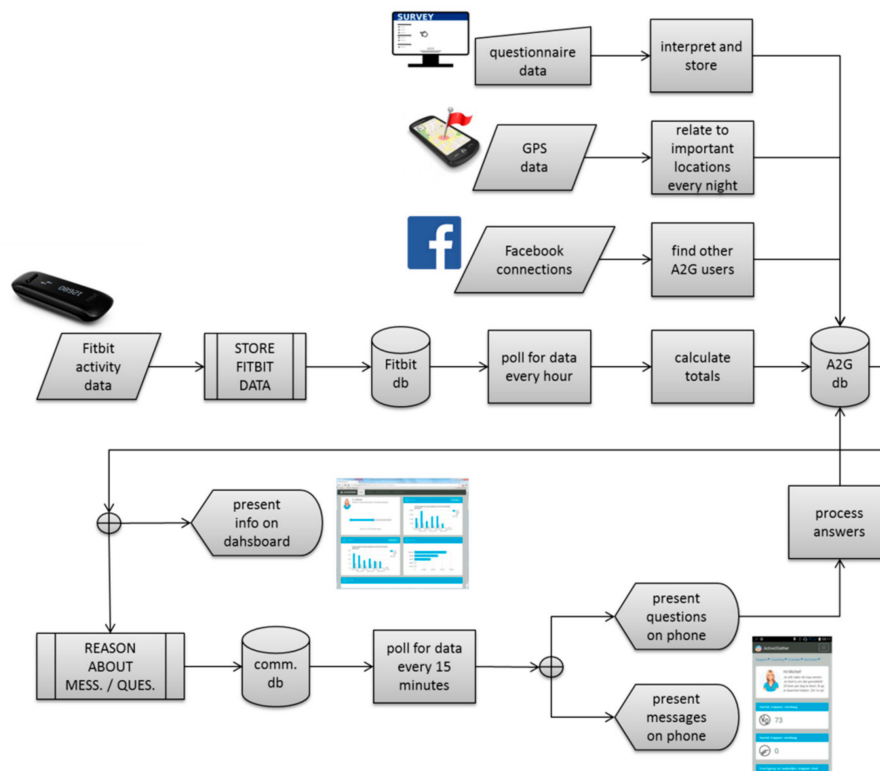 SURVEY
questionnaire
data
interpret and
store
GPS
data
relate to
important
locations
every night
Facebook
connections
find other
A2G users
Fitbit
activity
data
STORE
FITBIT
DATA
Fitbit
db
poll for data
every hour
calculate
totals
A2G
db
present
info on
dahsboard
process
answers
REASON
ABOUT
MESS. / QUES.
comm.
db
poll for data
every 15
minutes
present
questions
on phone
present
messages
on phone
73
0